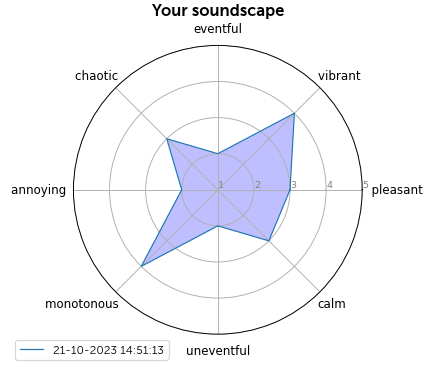 Your soundscape
eventful
chaotic
vibrant
annoying
1 2 3 4 5
pleasant
monotonous
calm
21-10-2023 14:51:13
uneventful